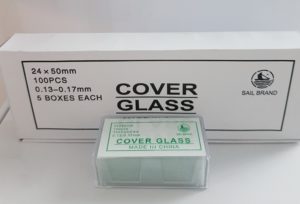 24 x 50mm
100PCS
0.13-0.17mm
5 BOXES EACH
COVER
GLASS
SAIL BRAND
COVER GLASS
MADE IN CHINA